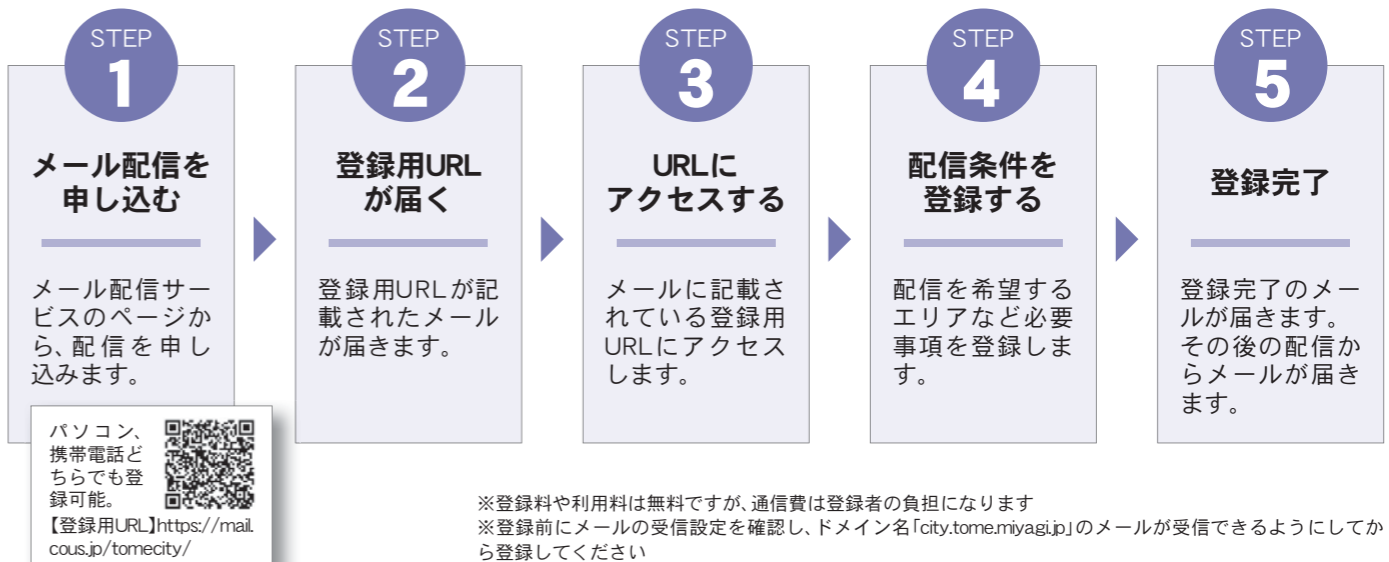 STEP
1
メール配信を
申し込む
メール配信サー
ビスのページか
ら、配信を申し
込みます。
パソコン、
携帯電話ど
ちらでも登
録可能。
【登録用URL】https://mail.
cous.jp/tomecity/
STEP
2
登録用URL
が届く
登録用URLが記
載されたメール
が届きます。
STEP
3
URLに
アクセスする
メールに記載さ
れている登録用
URLにアクセス
します。
STEP
4
配信条件を
登録する
配信を希望する
エリアなど必要
事項を登録しま
す。
STEP
5
登録完了
登録完了のメー
ルが届きます。
その後の配信か
らメールが届き
ます。
※登録料や利用料は無料ですが、通信費は登録者の負担になります
※登録前にメールの受信設定を確認し、ドメイン名「city.tome.miyagi.jp」のメールが受信できるようにしてか
ら登録してください